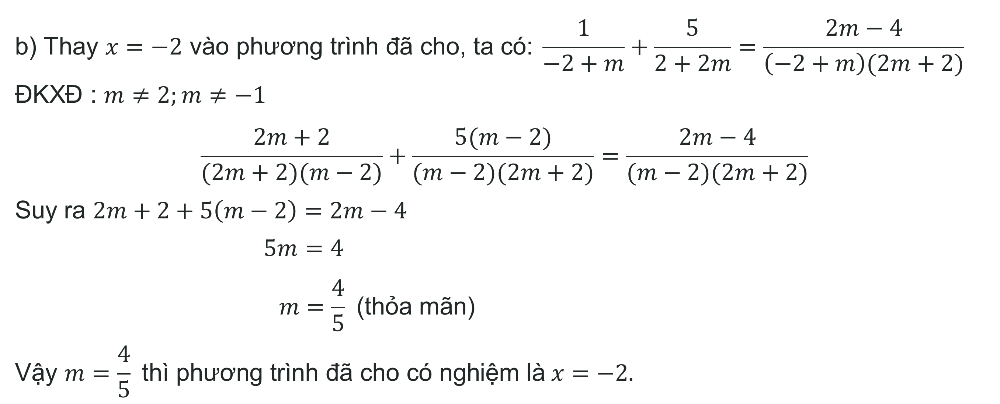 b) Thay $x = -2$ vào phương trình đã cho, ta có: $\frac{1}{-2+m} + \frac{5}{2+2m} = \frac{2m-4}{(-2+m)(2m+2)}$
ĐKXĐ : $m \neq 2; m \neq -1$
$\frac{2m+2}{(2m+2)(m-2)} + \frac{5(m-2)}{(m-2)(2m+2)} = \frac{2m-4}{(m-2)(2m+2)}$
Suy ra $2m + 2 + 5(m - 2) = 2m - 4$
$5m = 4$
$m = \frac{4}{5}$ (thỏa mãn)
Vậy $m = \frac{4}{5}$ thì phương trình đã cho có nghiệm là $x = -2$.